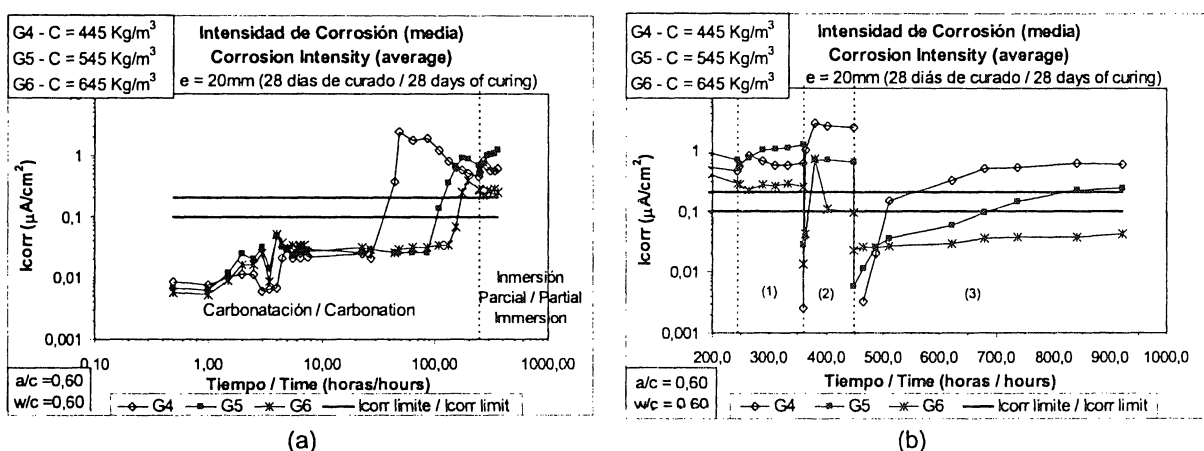 G4 - C = 445 Kg/m³
G5 - C = 545 Kg/m³
G6 - C = 645 Kg/m³
Intensidad de Corrosión (media)
Corrosion Intensity (average)
e = 20mm (28 dias de curado / 28 days of curing)
Icorr (µA/cm²)
1
0,1
0,01
0,001
Carbonatación / Carbonation
Inmersión
Parcial / Partial
Immersion
0,10
1,00
10,00
100,00
1000,00
Tiempo / Time (horas/hours)
a/c =0,60
w/c =0,60
G4
G5
G6
Icorr limite / Icorr limit
(a)
G4 - C = 445 Kg/m³
G5 - C = 545 Kg/m³
G6 - C = 645 Kg/m³
Intensidad de Corrosión (media)
Corrosion Intensity (average)
e = 20mm (28 diás de curado / 28 days of curing)
Icorr (µA/cm²)
1
0,1
0,01
0,001
(1)
(2)
(3)
200,0
300,0
400,0
500,0
600,0
700,0
800,0
900,0
1000,0
Tiempo / Time (horas / hours)
a/c = 0,60
w/c = 0,60
G4
G5
G6
Icorr limite / Icorr limit
(b)